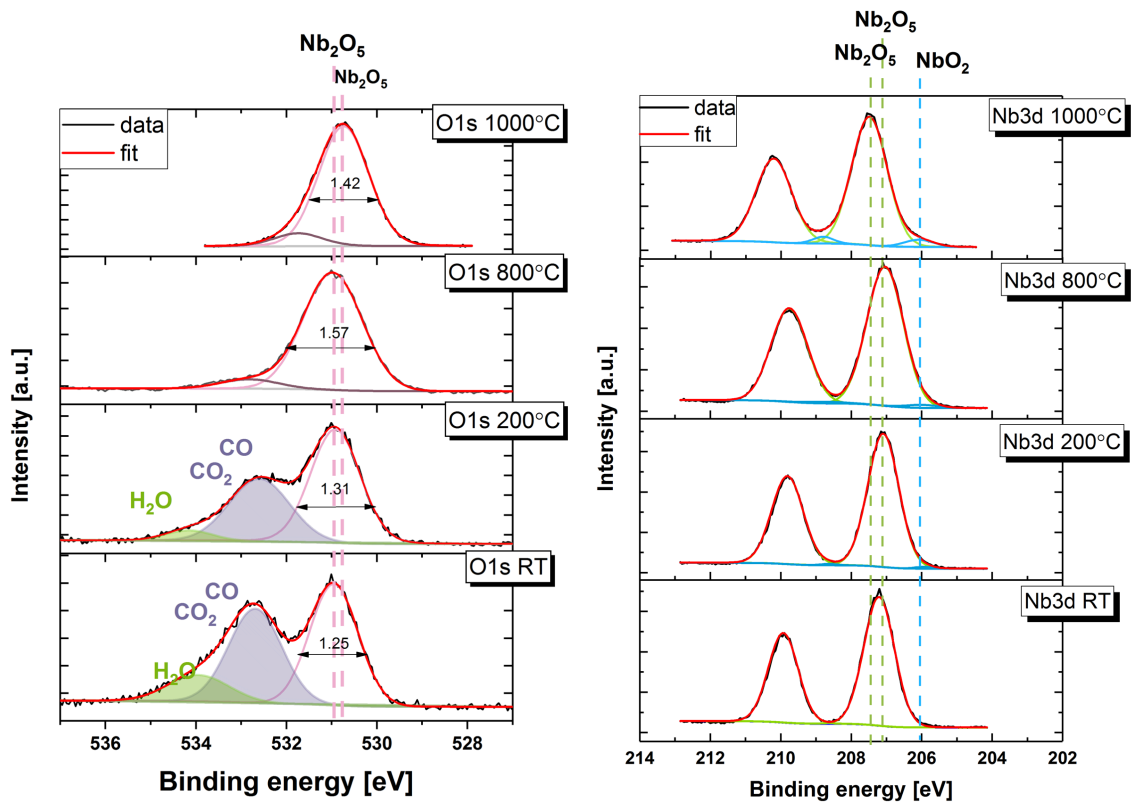 Nb₂O₅
Nb₂O₅
data
fit
O1s 1000°C
1.42
O1s 800°C
1.57
O1s 200°C
CO
CO₂
H₂O
1.31
O1s RT
CO
CO₂
H₂O
1.25
Intensity [a.u.]
536
534
532
530
528
Binding energy [eV]
Nb₂O₅
Nb₂O₅
NbO₂
data
fit
Nb3d 1000°C
Nb3d 800°C
Nb3d 200°C
Nb3d RT
Intensity [a.u.]
214
212
210
208
206
204
202
Binding energy [eV]